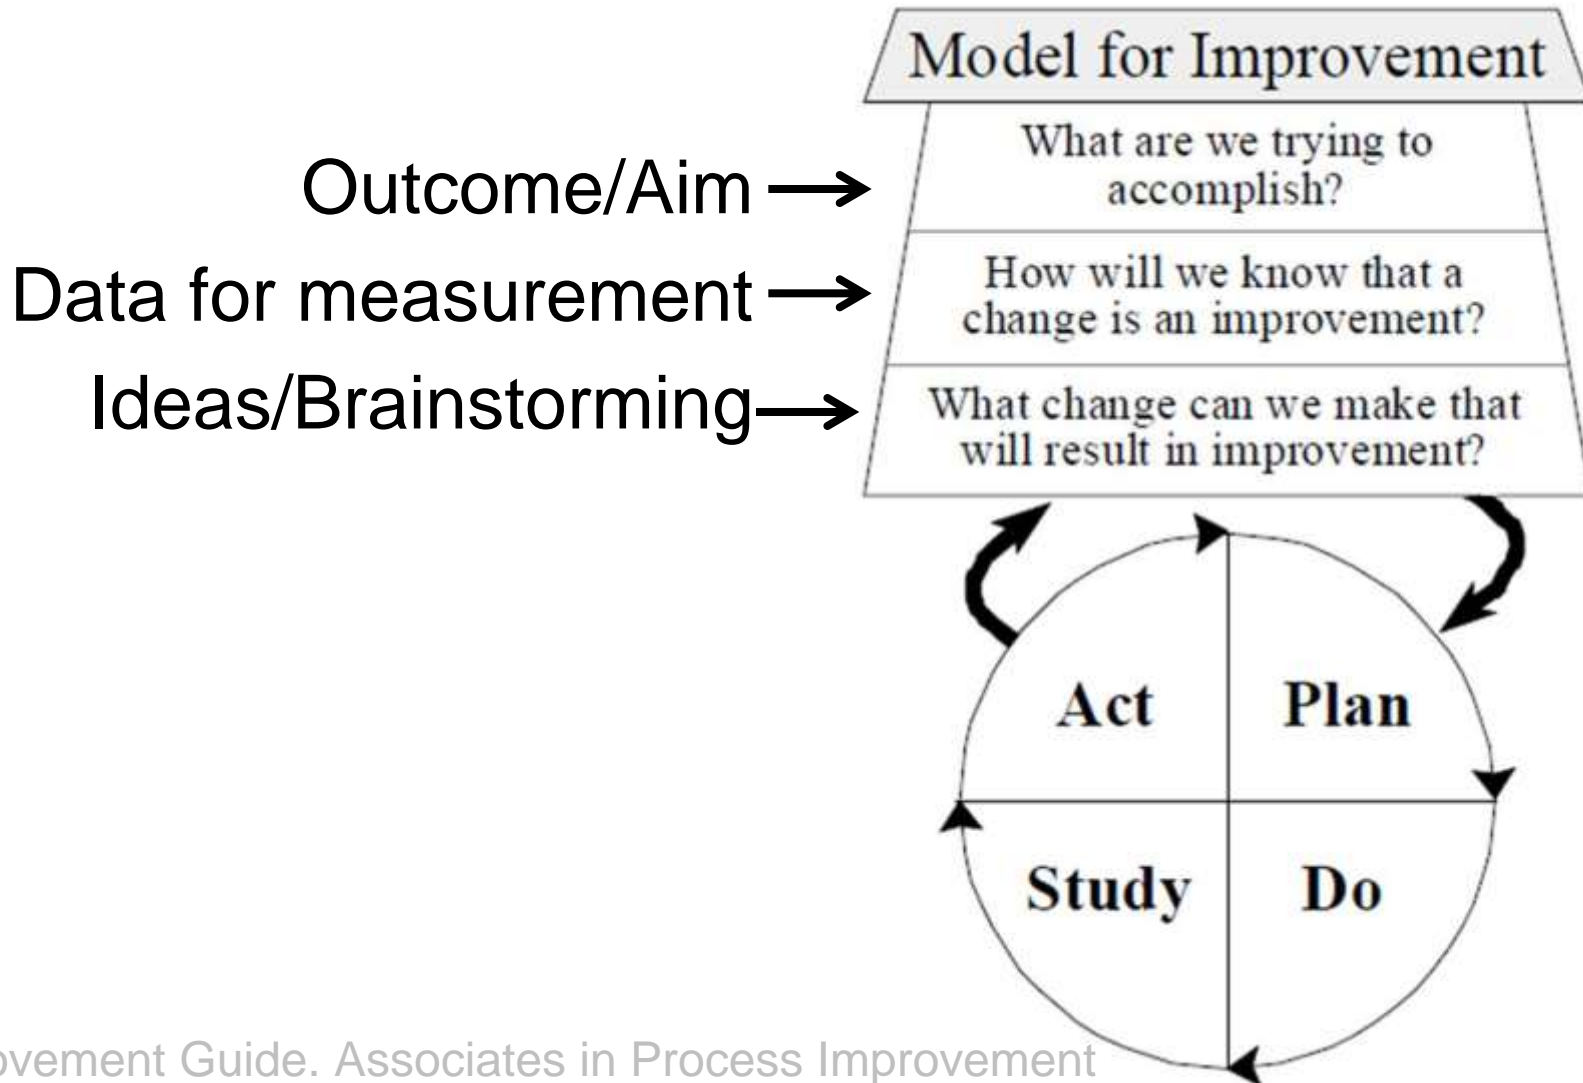 Model for Improvement
Outcome/Aim
What are we trying to
accomplish?
Data for measurement
How will we know that a
change is an improvement?
Ideas/Brainstorming
What change can we make that
will result in improvement?
Act
Plan
Study
Do
Guide. Associates in Process Improvement